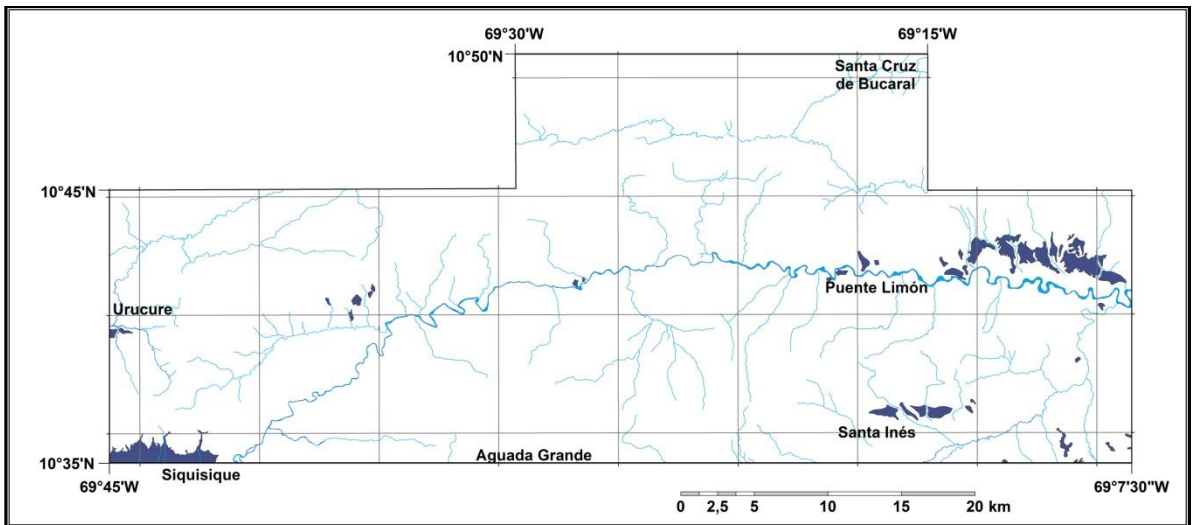 69°30'W
69°15'W
10°50'N
Santa Cruz
de Bucaral
10°45'N
Urucure
Puente Limón
Santa Inés
10°35'N
Aguada Grande
Siquisique
69°45'W
69°7'30"W
0 2,5 5 10 15 20 km